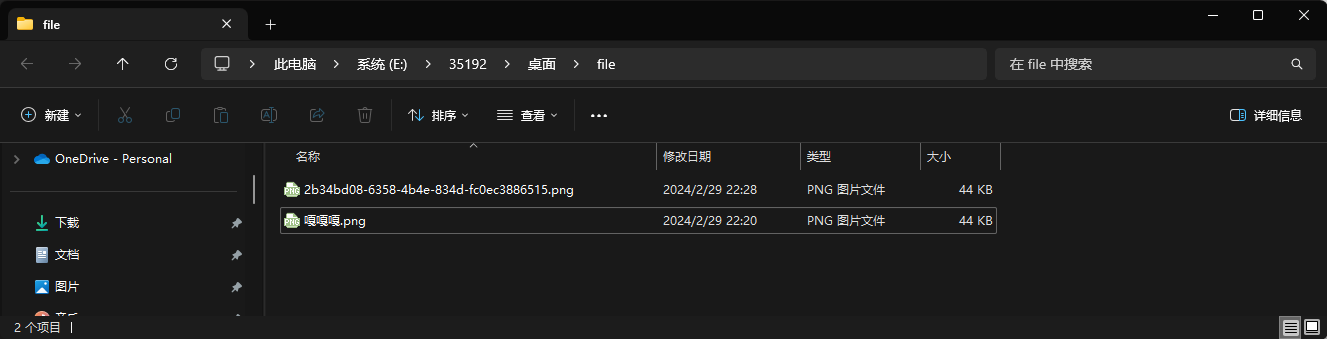 file
此电脑 > 系统 (E:) > 35192 > 桌面 > file
在 file 中搜索
新建
排序
查看
详细信息
OneDrive - Personal
下载
文档
图片
名称 修改日期 类型 大小
2b34bd08-6358-4b4e-834d-fc0ec3886515.png 2024/2/29 22:28 PNG 图片文件 44 KB
嘎嘎嘎.png 2024/2/29 22:20 PNG 图片文件 44 KB
2 个项目